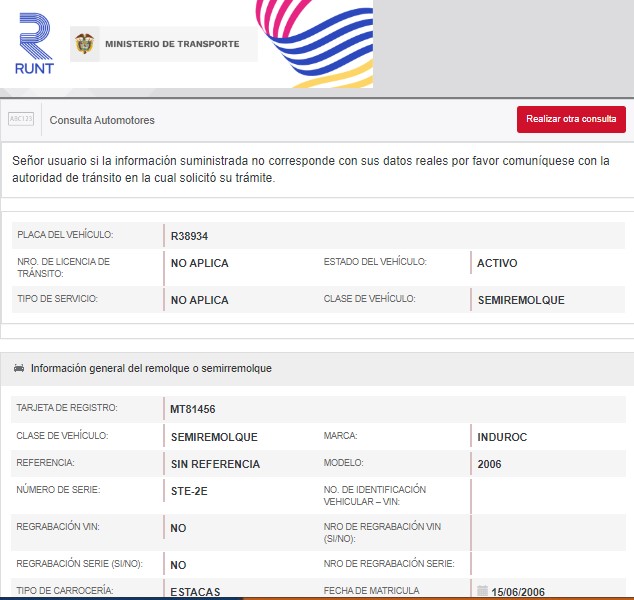 RUNT
MINISTERIO DE TRANSPORTE
ABC123
Consulta Automotores
Realizar otra consulta
Señor usuario si la información suministrada no corresponde con sus datos reales por favor comuníquese con la
autoridad de tránsito en la cual solicitó su trámite.
PLACA DEL VEHÍCULO: R38934
NRO. DE LICENCIA DE TRÁNSITO: NO APLICA ESTADO DEL VEHÍCULO: ACTIVO
TIPO DE SERVICIO: NO APLICA CLASE DE VEHÍCULO: SEMIREMOLQUE
Información general del remolque o semirremolque
TARJETA DE REGISTRO: MT81456
CLASE DE VEHÍCULO: SEMIREMOLQUE MARCA: INDUROC
REFERENCIA: SIN REFERENCIA MODELO: 2006
NÚMERO DE SERIE: STE-2E NO. DE IDENTIFICACIÓN VEHICULAR – VIN:
REGRABACIÓN VIN: NO NRO DE REGRABACIÓN VIN (SI/NO):
REGRABACIÓN SERIE (SI/NO): NO NRO DE REGRABACIÓN SERIE:
TIPO DE CARROCERÍA: ESTACAS FECHA DE MATRICULA 15/06/2006